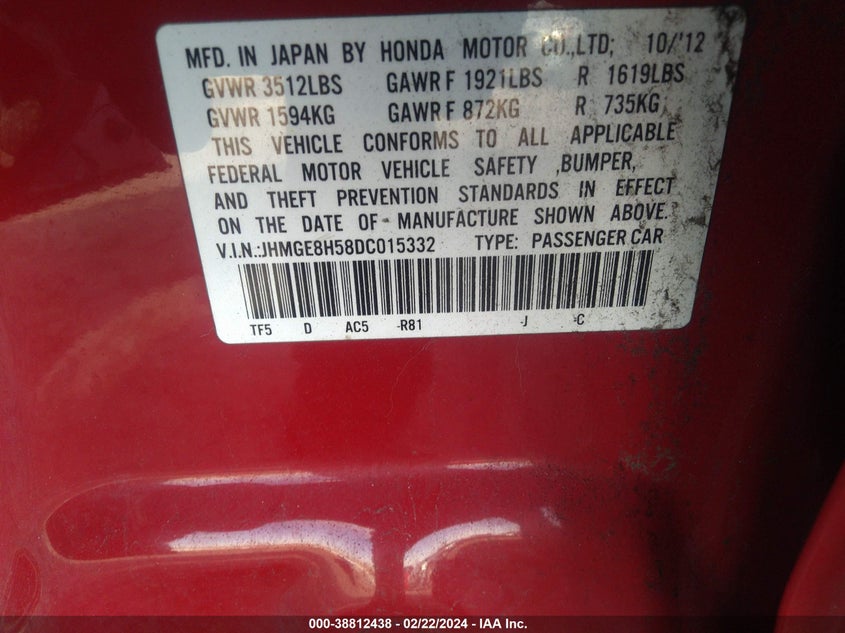 MFD. IN JAPAN BY HONDA MOTOR CO.,LTD; 10/'12
GVWR 3512LBS GAWR F 1921LBS R 1619LBS
GVWR 1594KG GAWR F 872KG R 735KG
THIS VEHICLE CONFORMS TO ALL APPLICABLE
FEDERAL MOTOR VEHICLE SAFETY ,BUMPER,
AND THEFT PREVENTION STANDARDS IN EFFECT
ON THE DATE OF MANUFACTURE SHOWN ABOVE.
V.I.N.:JHMGE8H58DC015332 TYPE: PASSENGER CAR
TF5 D AC5 -R81 -J -C
000-38812438 - 02/22/2024 - IAA Inc.